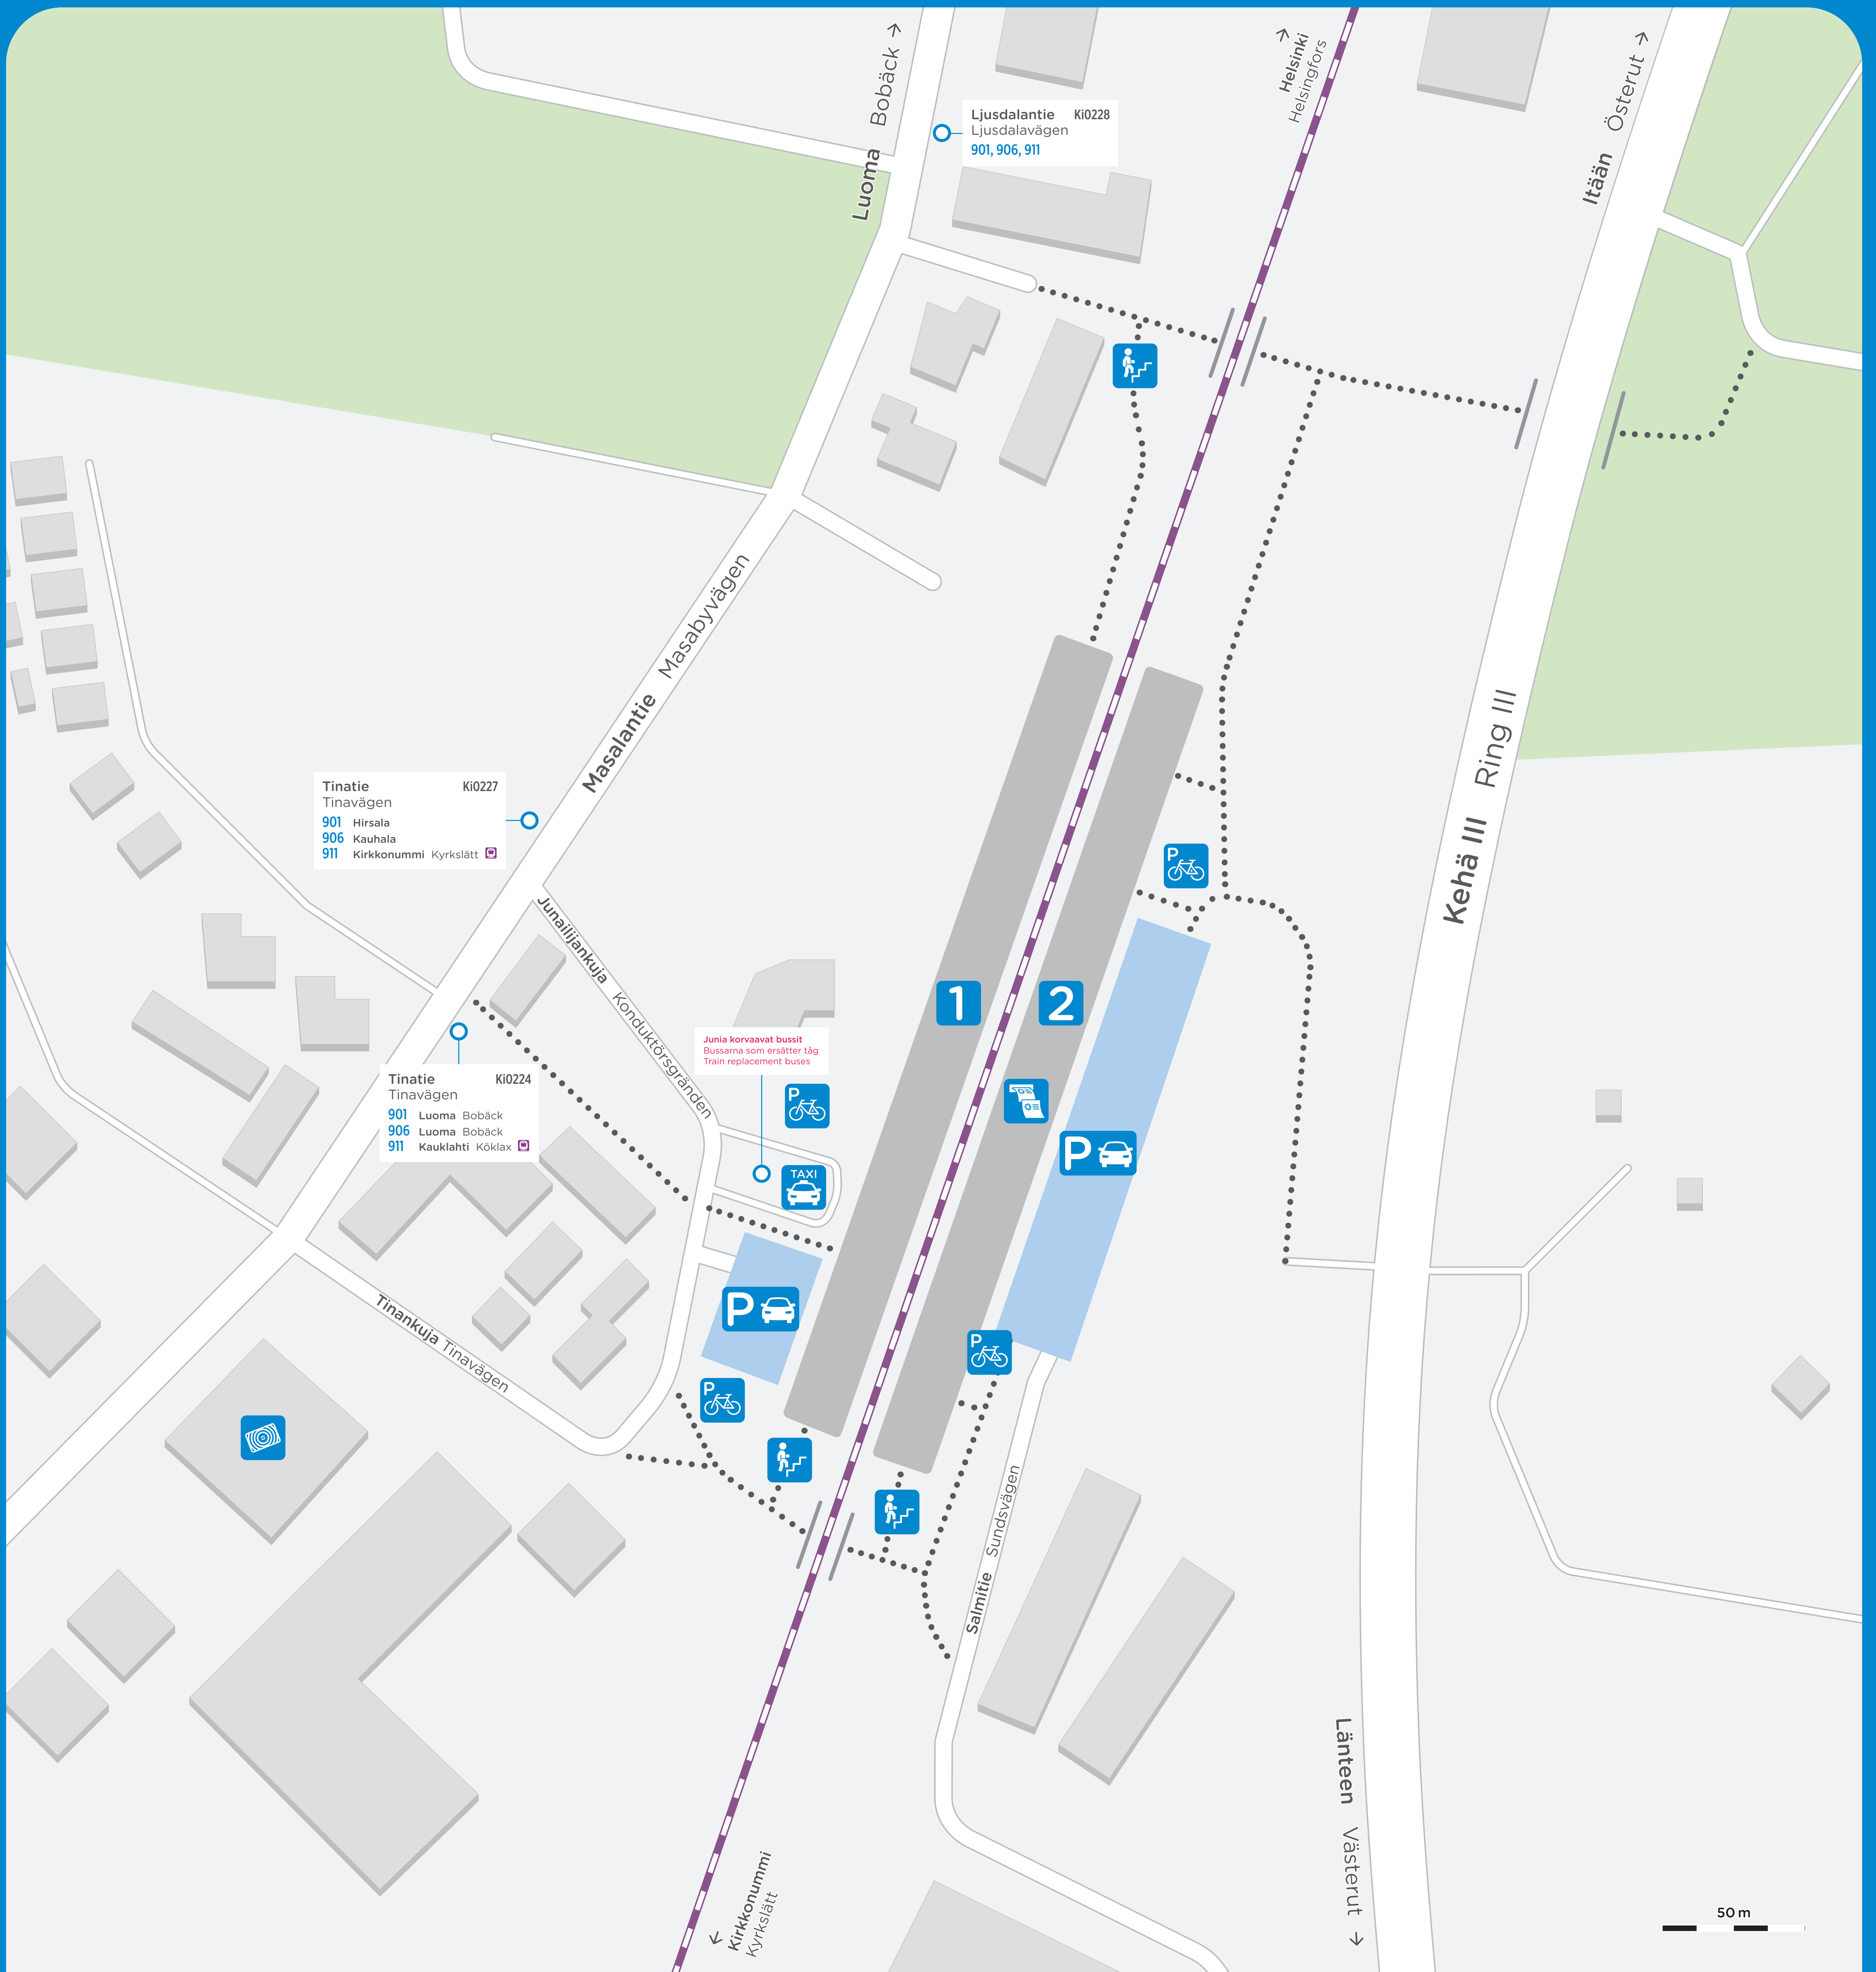 Luoma Bobäck →
Helsinki
Helsingfors
Itään Österut →
Ljusdalantie Ki0228
Ljusdalavägen
901, 906, 911
Masalantie Masabyvägen
Kehä III Ring III
Tinatie Ki0227
Tinavägen
901 Hirsala
906 Kauhala
911 Kirkkonummi Kyrkslätt
Junailijankuja Konduktörsgränden
P
1
2
Junia korvaavat bussit
Bussarna som ersätter tåg
Train replacement buses
Tinatie Ki0224
Tinavägen
901 Luoma Bobäck
906 Luoma Bobäck
911 Kauklahti Köklax
P
P
TAXI
P
Tinankuja Tinavägen
P
P
Salmitie Sundsvägen
Länteen Västerut →
Kirkkonummi
Kyrkslätt
50 m